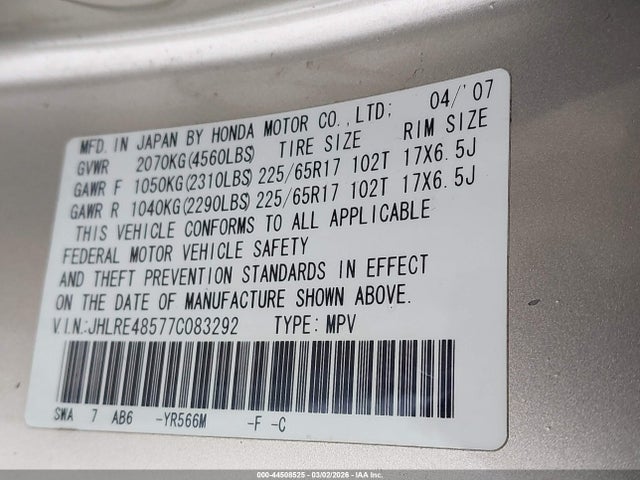 MFD. IN JAPAN BY HONDA MOTOR CO.,LTD; 04/'07
GVWR 2070KG(4560LBS) TIRE SIZE RIM SIZE
GAWR F 1050KG(2310LBS) 225/65R17 102T 17X6.5J
GAWR R 1040KG(2290LBS) 225/65R17 102T 17X6.5J
THIS VEHICLE CONFORMS TO ALL APPLICABLE
FEDERAL MOTOR VEHICLE SAFETY
AND THEFT PREVENTION STANDARDS IN EFFECT
ON THE DATE OF MANUFACTURE SHOWN ABOVE.
V.I.N.:JHLRE48577C083292 TYPE: MPV
SWA 7 AB6 -YR566M -F -C
000-44508525 | 03/02/2026 | IAA Inc.